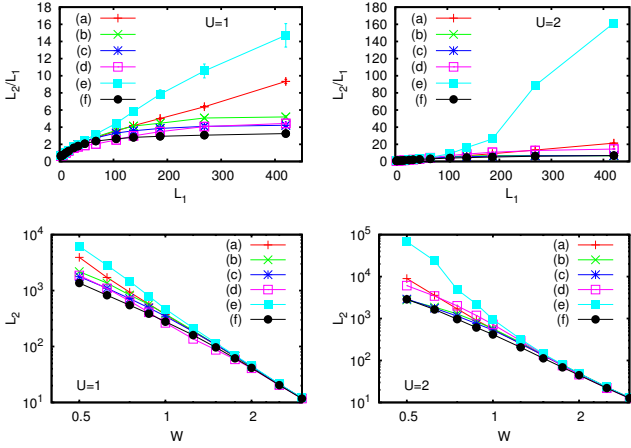 18
16
14
12
10
8
6
4
2
0
L2/L1
U=1
(a)
(b)
(c)
(d)
(e)
(f)
0
100
200
300
400
L1
160
140
120
100
80
60
40
20
0
L2/L1
U=2
(a)
(b)
(c)
(d)
(e)
(f)
0
100
200
300
400
L1
10^4
10^3
10^2
10^1
L2
(a)
(b)
(c)
(d)
(e)
(f)
U=1
0.5
1
2
W
10^5
10^4
10^3
10^2
10^1
L2
(a)
(b)
(c)
(d)
(e)
(f)
U=2
0.5
1
2
W